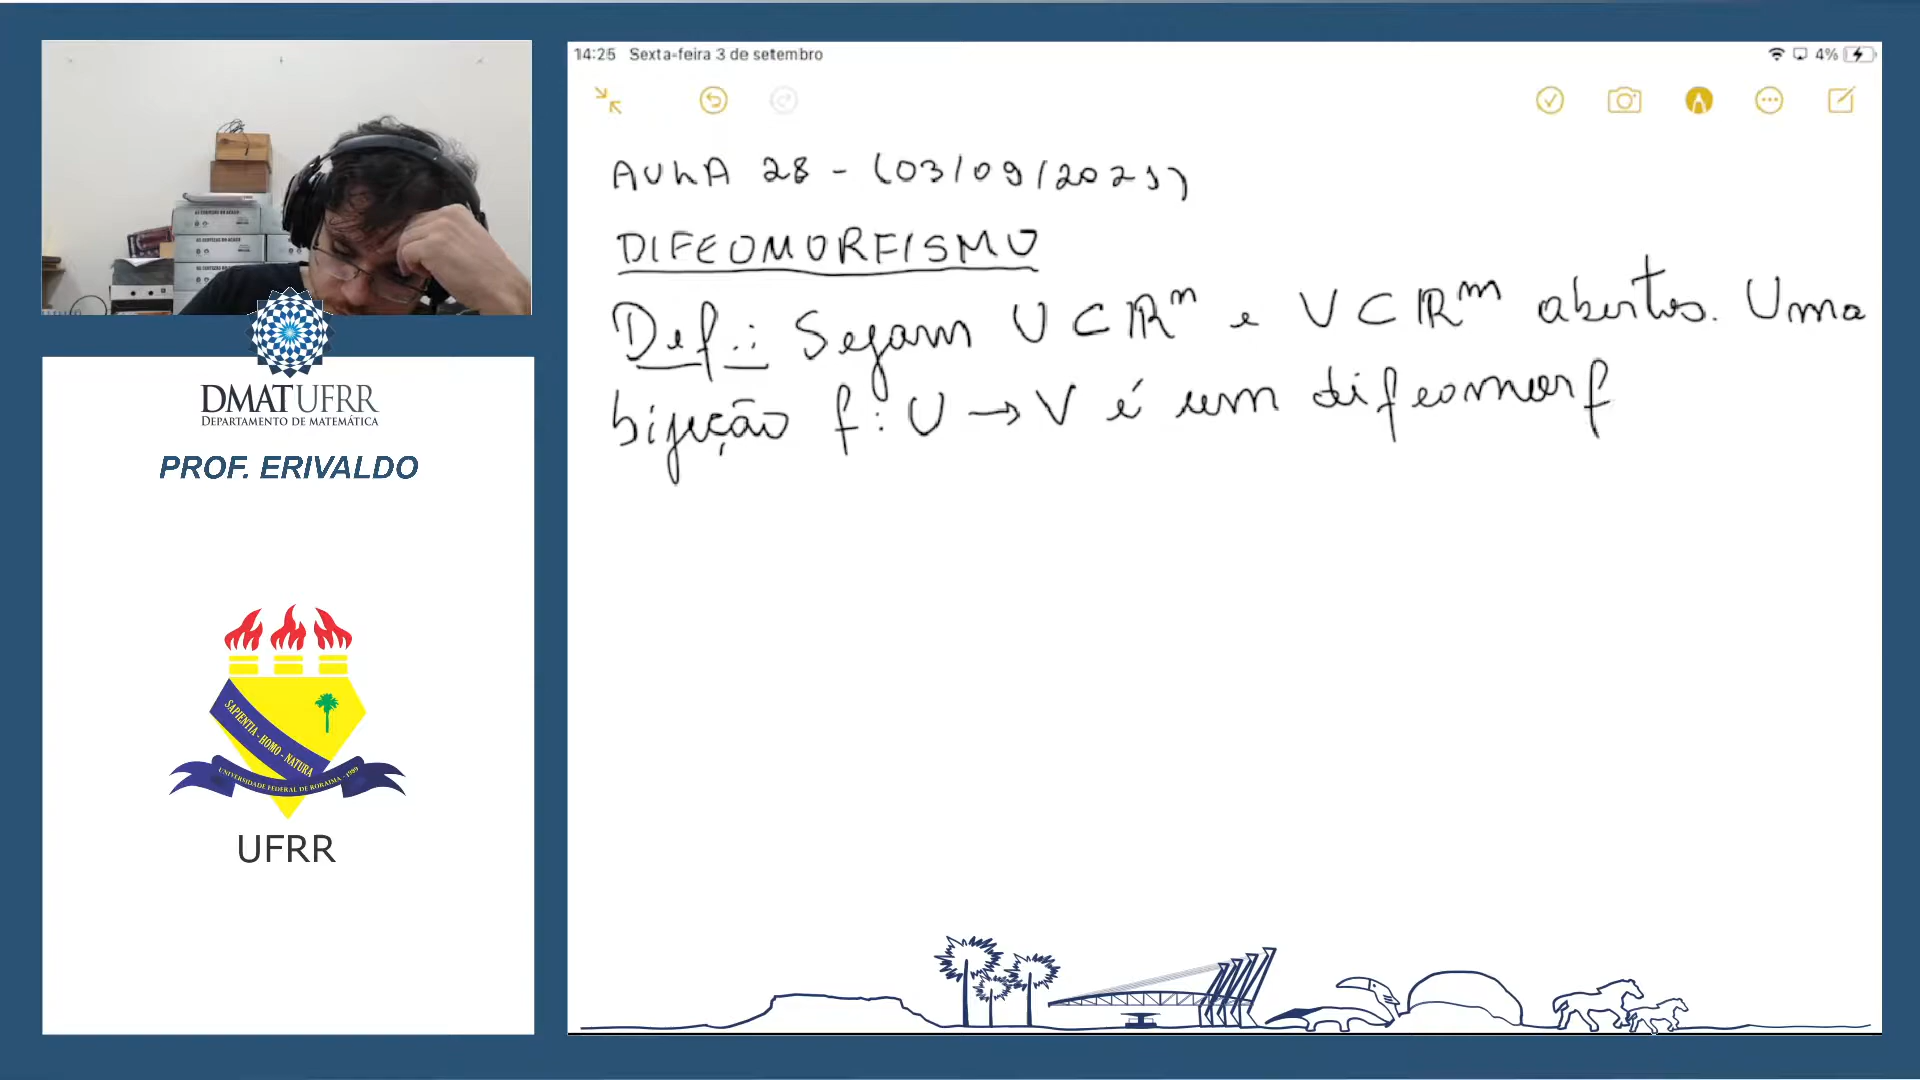 14:25 Sexta-feira 3 de setembro
4%
AULA 28 - (03/09/2021)
DIFEOMORFISMO
Def.: Sejam U ⊂ ℝⁿ e V ⊂ ℝᵐ abertos. Uma
bijeção f: U → V é um difeomorf
DMATUFRR
DEPARTAMENTO DE MATEMÁTICA
PROF. ERIVALDO
SAPIENTIA - HOMO - NATURA
UNIVERSIDADE FEDERAL DE RORAIMA - 1989
UFRR